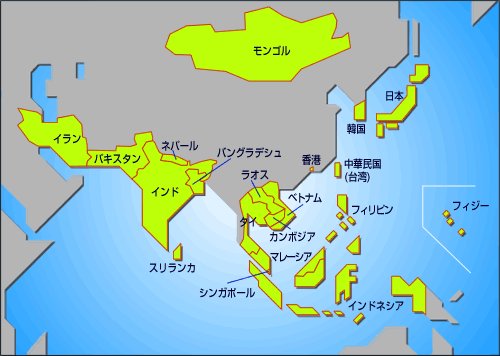 モンゴル
日本
韓国
イラン
パキスタン
ネパール
バングラデシュ
香港
中華民国
(台湾)
インド
ラオス
ベトナム
フィリピン
フィジー
タイ
カンボジア
スリランカ
マレーシア
シンガポール
インドネシア